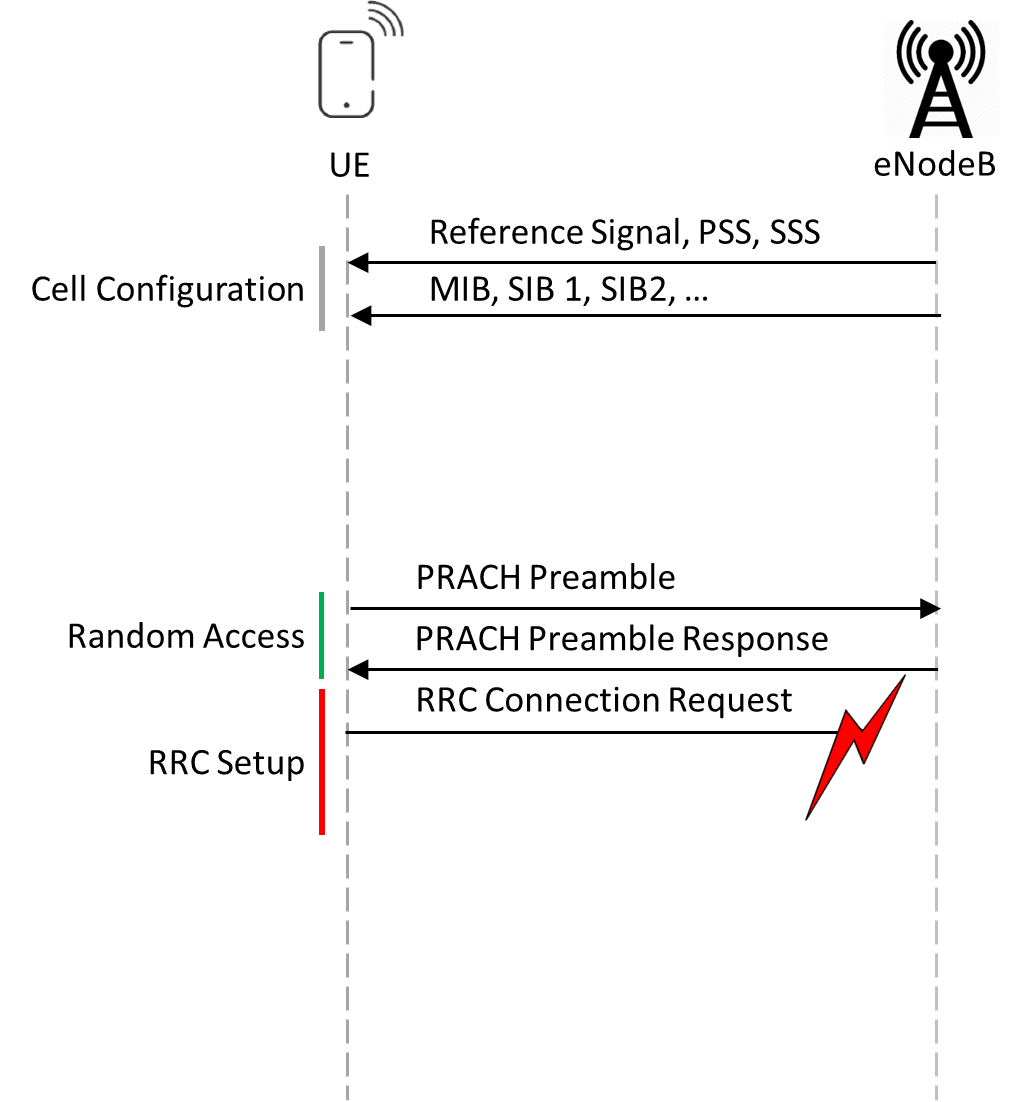 UE
eNodeB
Reference Signal, PSS, SSS
Cell Configuration
MIB, SIB 1, SIB2, ...
PRACH Preamble
Random Access
PRACH Preamble Response
RRC Connection Request
RRC Setup